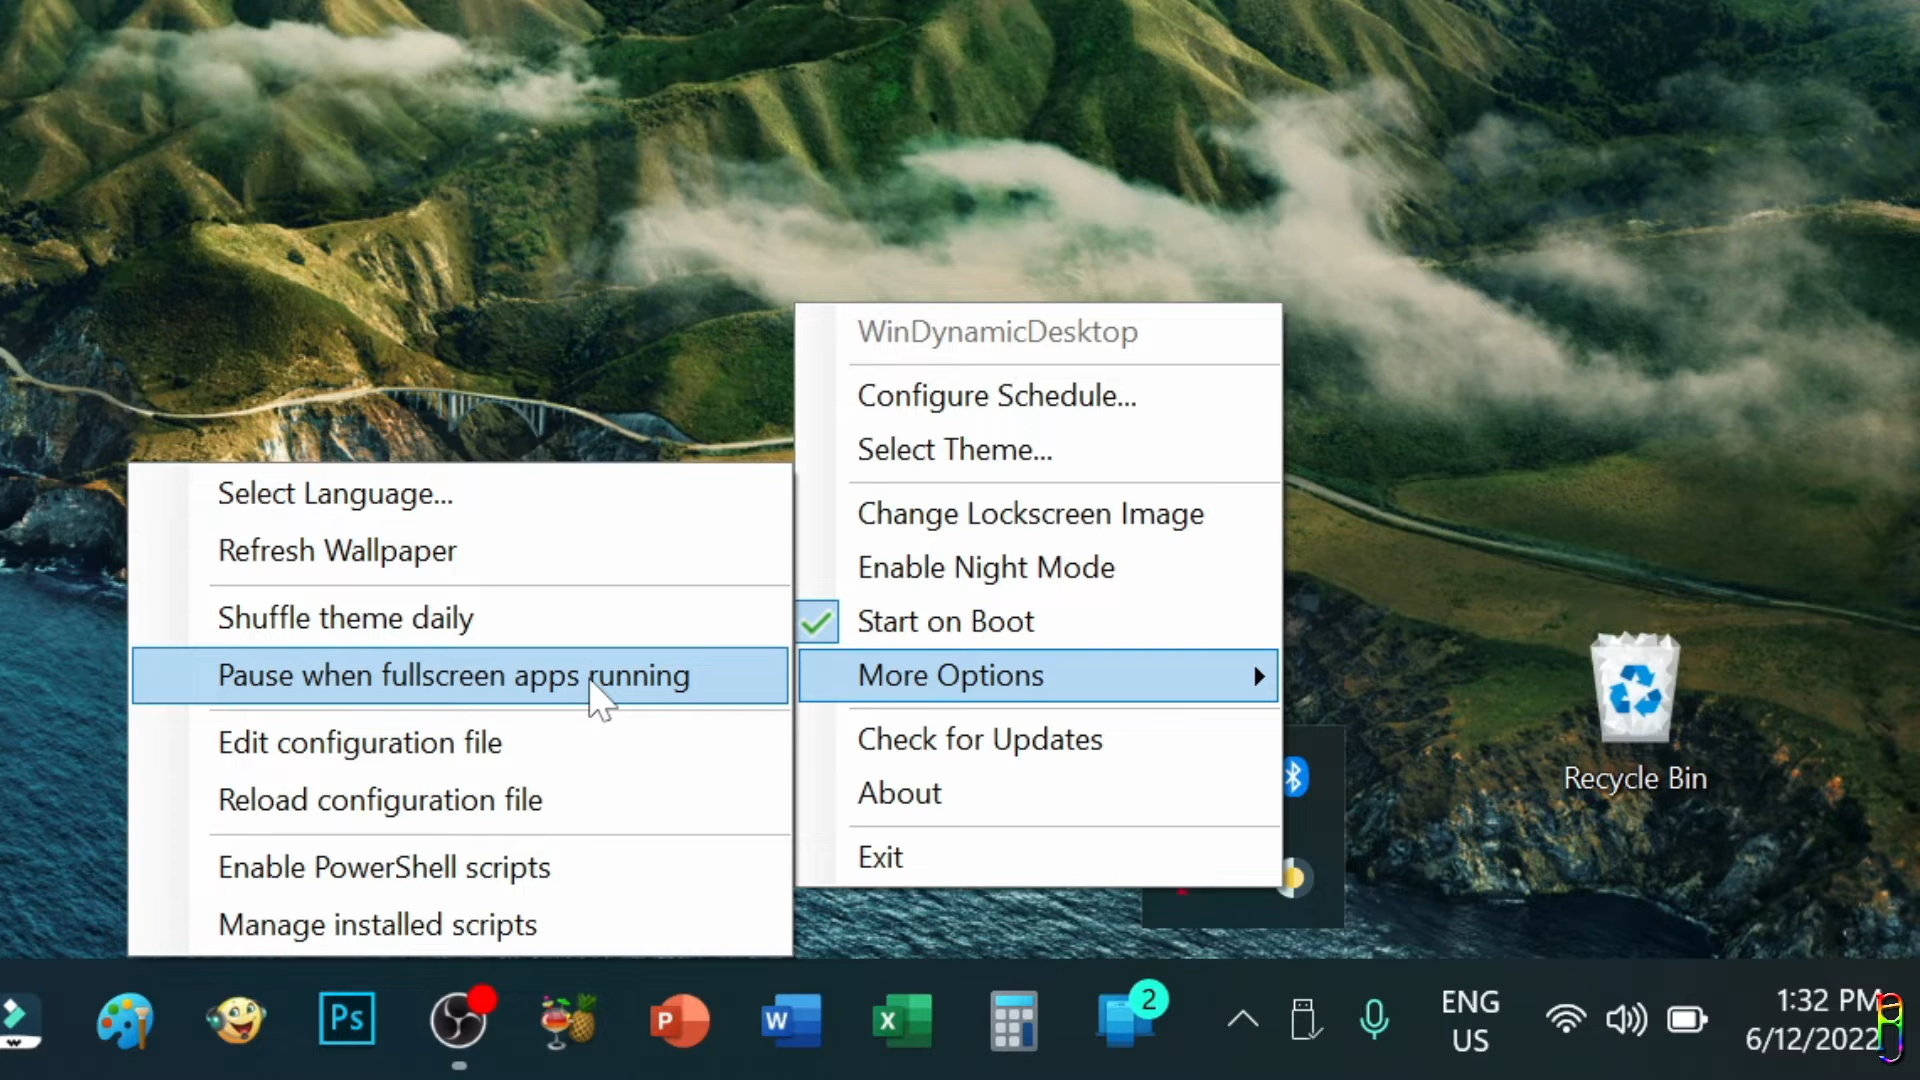 WinDynamicDesktop
Configure Schedule...
Select Theme...
Change Lockscreen Image
Enable Night Mode
Start on Boot
More Options
Check for Updates
About
Exit
Select Language...
Refresh Wallpaper
Shuffle theme daily
Pause when fullscreen apps running
Edit configuration file
Reload configuration file
Enable PowerShell scripts
Manage installed scripts
Recycle Bin
Ps
P
W
X
2
ENG
US
1:32 PM
6/12/2022